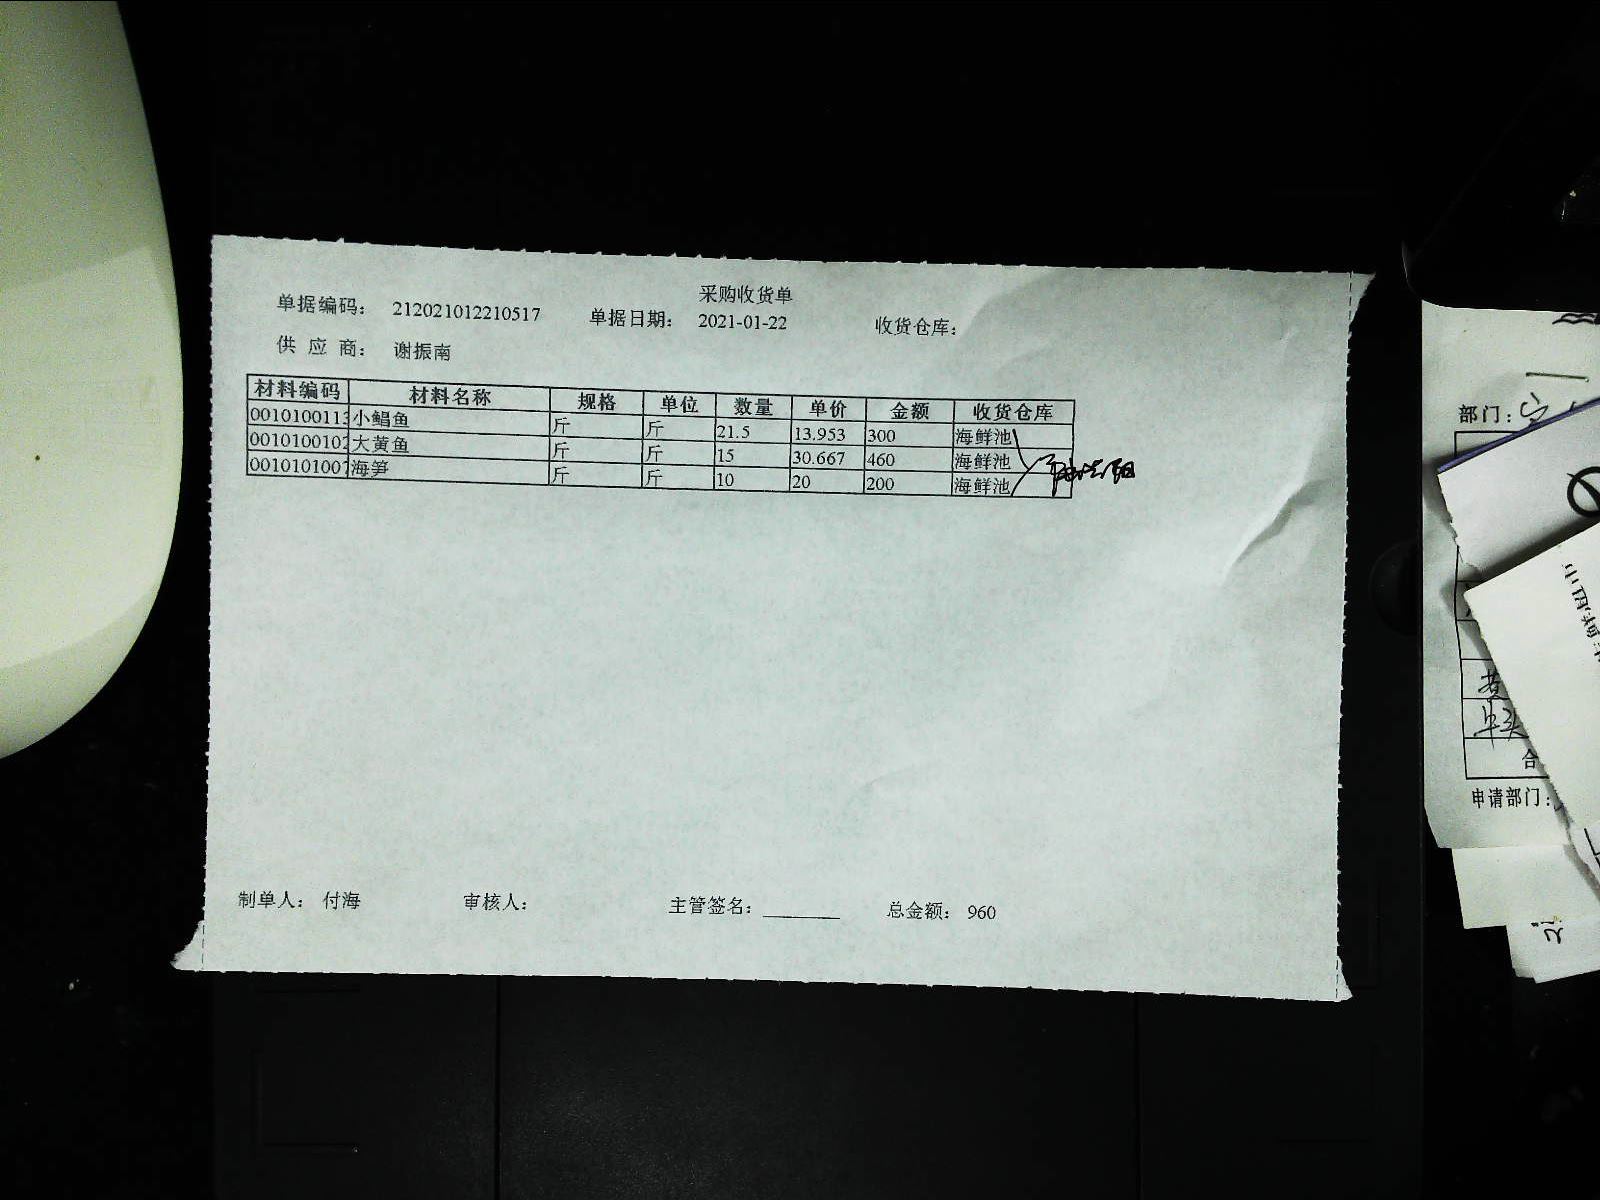 采购收货单
单据编码： 212021012210517 单据日期： 2021-01-22 收货仓库：
供 应 商： 谢振南
材料编码 材料名称 规格 单位 数量 单价 金额 收货仓库
0010100113 小鲳鱼 斤 斤 21.5 13.953 300 海鲜池
0010100102 大黄鱼 斤 斤 15 30.667 460 海鲜池
0010101007 海笋 斤 斤 10 20 200 海鲜池
制单人： 付海 审核人： 主管签名： 总金额： 960
部门：
合
申请部门：